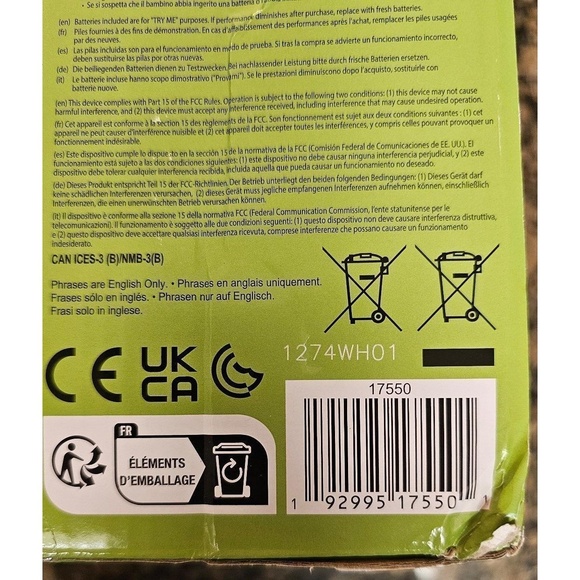 • Se si sospetta che il bambino abbia ingerito una batteria o
(en) Batteries included are for "TRY ME" purposes. If performance diminishes after purchase, replace with fresh batteries.
(fr) Piles fournies à des fins de démonstration. En cas d'affaiblissement des performances après l'achat, remplacer les piles usagées
par des neuves.
(es) Las pilas incluidas son para el funcionamiento en modo de prueba. Si tras la compra se advierte un funcionamiento incorrecto,
deben sustituirse las pilas por otras nuevas.
(de) Die beiliegenden Batterien dienen zu Testzwecken. Bei nachlassender Leistung bitte durch frische Batterien ersetzen.
(it) Le batterie incluse hanno scopo dimostrativo ("Provami"). Se le prestazioni diminuiscono dopo l'acquisto, sostituirle con
batterie nuove.
(en) This device complies with Part 15 of the FCC Rules. Operation is subject to the following two conditions: (1) this device may not cause
harmful interference, and (2) this device must accept any interference received, including interference that may cause undesired operation.
(fr) Cet appareil est conforme à la section 15 des règlements de la FCC. Son fonctionnement est sujet aux deux conditions suivantes : (1) cet
appareil ne peut causer d'interférence nuisible et (2) cet appareil doit accepter toutes les interférences, y compris celles pouvant provoquer un
fonctionnement indésirable.
(es) Este dispositivo cumple lo dispuesto en la sección 15 de la normativa de la FCC (Comisión Federal de Comunicaciones de EE. UU.). El
funcionamiento está sujeto a las dos condiciones siguientes: (1) este dispositivo no debe causar ninguna interferencia perjudicial, y (2) este
dispositivo debe tolerar cualquier interferencia recibida, incluida aquella que pueda causar un funcionamiento no deseado.
(de) Dieses Produkt entspricht Teil 15 der FCC-Richtlinien. Der Betrieb unterliegt den beiden folgenden Bedingungen: (1) Dieses Gerät darf
keine schädlichen Interferenzen verursachen, (2) dieses Gerät muss jegliche empfangenen Interferenzen aufnehmen können, einschließlich
Interferenzen, die einen unerwünschten Betrieb verursachen können.
(it) Il dispositivo è conforme alla sezione 15 della normativa FCC (Federal Communication Commission, l'ente statunitense per le
telecomunicazioni). Il funzionamento è soggetto alle due condizioni seguenti: (1) questo dispositivo non deve causare interferenza distruttiva,
e (2) questo dispositivo deve accettare qualsiasi interferenza ricevuta, comprese interferenze che possano causare un funzionamento
indesiderato.
CAN ICES-3 (B)/NMB-3(B)
Phrases are English Only. • Phrases en anglais uniquement.
Frases sólo en inglés. • Phrasen nur auf Englisch.
Frasi solo in inglese.
1274WH01
CE UK
CA
17550
FR
ÉLÉMENTS
D'EMBALLAGE
1 92995 17550